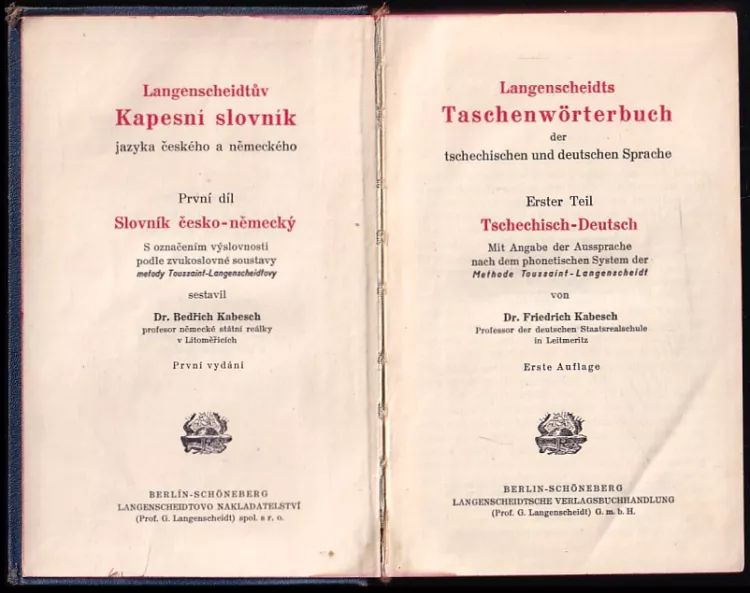 Langenscheidtův
Kapesní slovník
jazyka českého a německého
První díl
Slovník česko-německý
S označením výslovnosti
podle zvukoslovné soustavy
metody Toussaint-Langenscheidtovy
sestavil
Dr. Bedřich Kabesch
profesor německé státní reálky
v Litoměřicích
První vydání
BERLÍN-SCHÖNEBERG
LANGENSCHEIDTOVO NAKLADATELSTVÍ
(Prof. G. Langenscheidt) spol. s r. o.
Langenscheidts
Taschenwörterbuch
der
tschechischen und deutschen Sprache
Erster Teil
Tschechisch-Deutsch
Mit Angabe der Aussprache
nach dem phonetischen System der
Methode Toussaint-Langenscheidt
von
Dr. Friedrich Kabesch
Professor der deutschen Staatsrealschule
in Leitmeritz
Erste Auflage
BERLIN-SCHÖNEBERG
LANGENSCHEIDTSCHE VERLAGSBUCHHANDLUNG
(Prof. G. Langenscheidt) G. m. b. H.